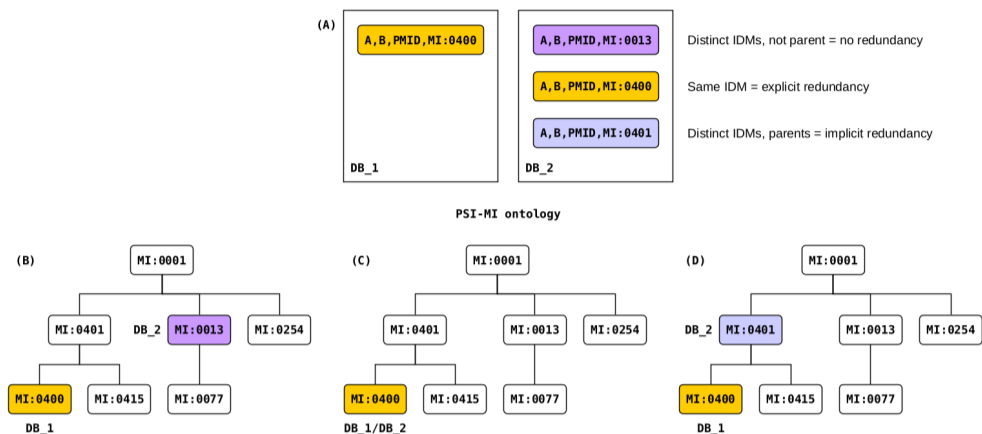 (A)
A,B,PMID,MI:0400
A,B,PMID,MI:0013
Distinct IDMs, not parent = no redundancy
A,B,PMID,MI:0400
Same IDM = explicit redundancy
A,B,PMID,MI:0401
Distinct IDMs, parents = implicit redundancy
DB_1
DB_2
PSI-MI ontology
(B)
MI:0001
MI:0401
DB_2
MI:0013
MI:0254
MI:0400
MI:0415
MI:0077
DB_1
(C)
MI:0001
MI:0401
MI:0013
MI:0254
MI:0400
MI:0415
MI:0077
DB_1/DB_2
(D)
MI:0001
DB_2
MI:0401
MI:0013
MI:0254
MI:0400
MI:0415
MI:0077
DB_1